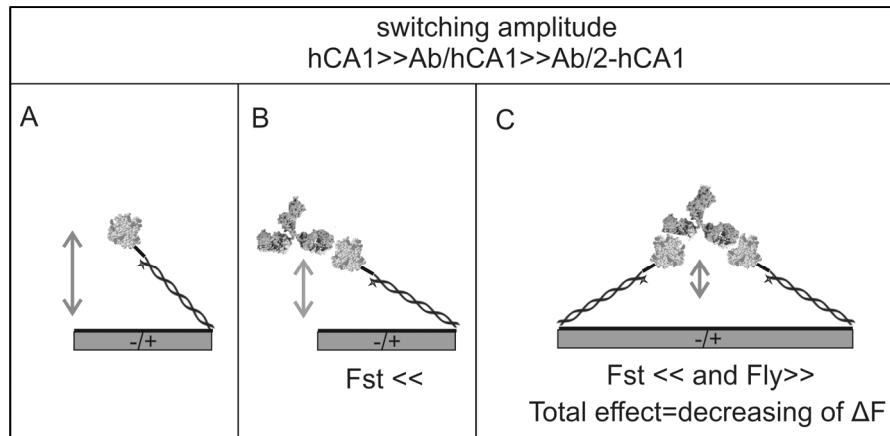 switching amplitude
hCA1>>Ab/hCA1>>Ab/2-hCA1
A
B
C
-/+
-/+
-/+
Fst <<
Fst << and Fly>>
Total effect=decreasing of ΔF